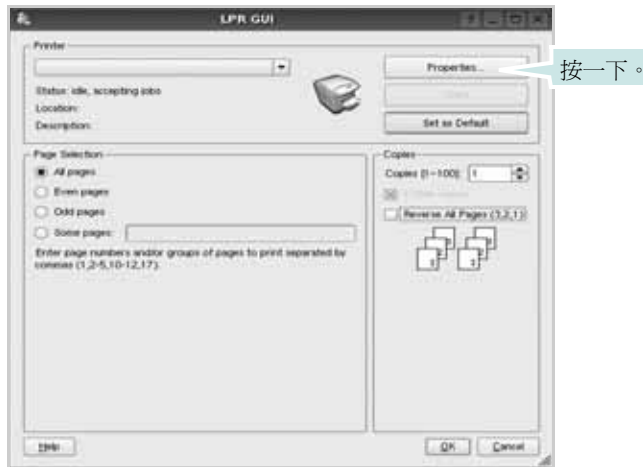 LPR GUI
Printer
Properties...
按一下。
Status: idle, accepting jobs
Location:
Description:
Set as Default
Page Selection
All pages
Even pages
Odd pages
Some pages:
Enter page numbers and/or groups of pages to print separated by
commas (1,2-5,10-12,17).
Copies
Copies [1-100]: 1
Reverse All Pages (3,2,1)
Help
OK
Cancel